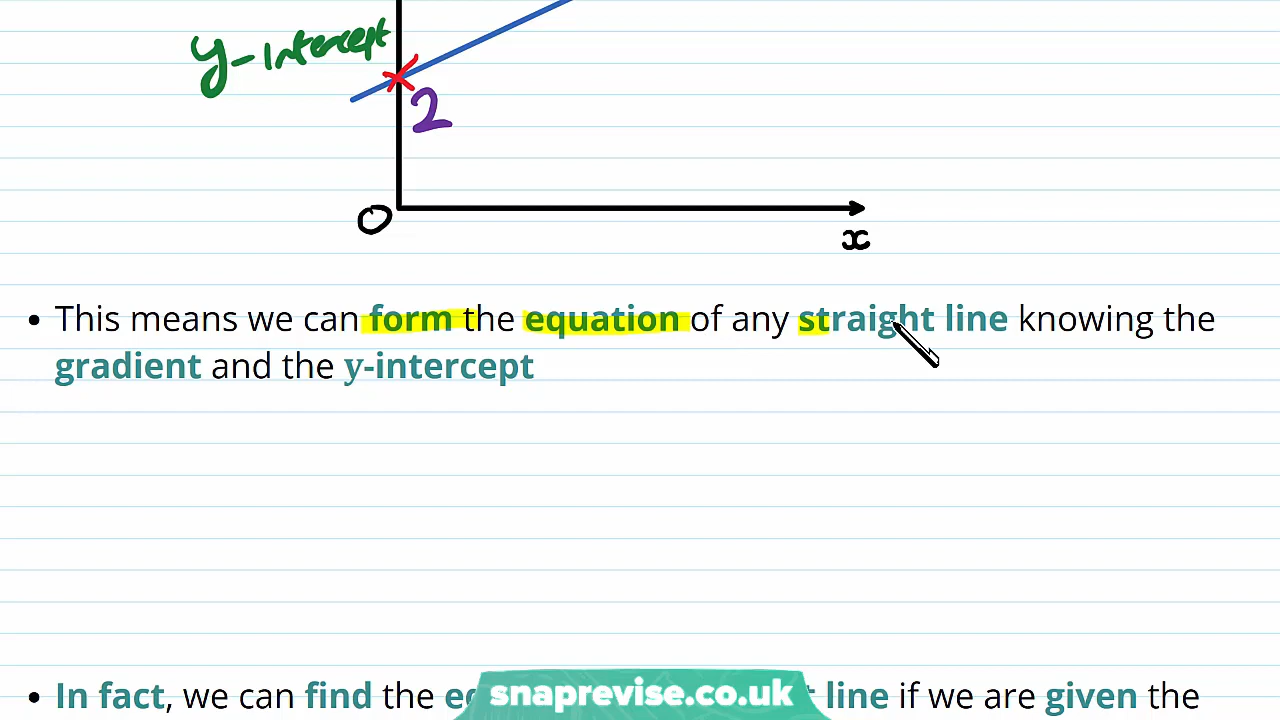 y-intercept
2
O
x
• This means we can form the equation of any straight line knowing the
gradient and the y-intercept
• In fact, we can find the line if we are given the
snaprevise.co.uk